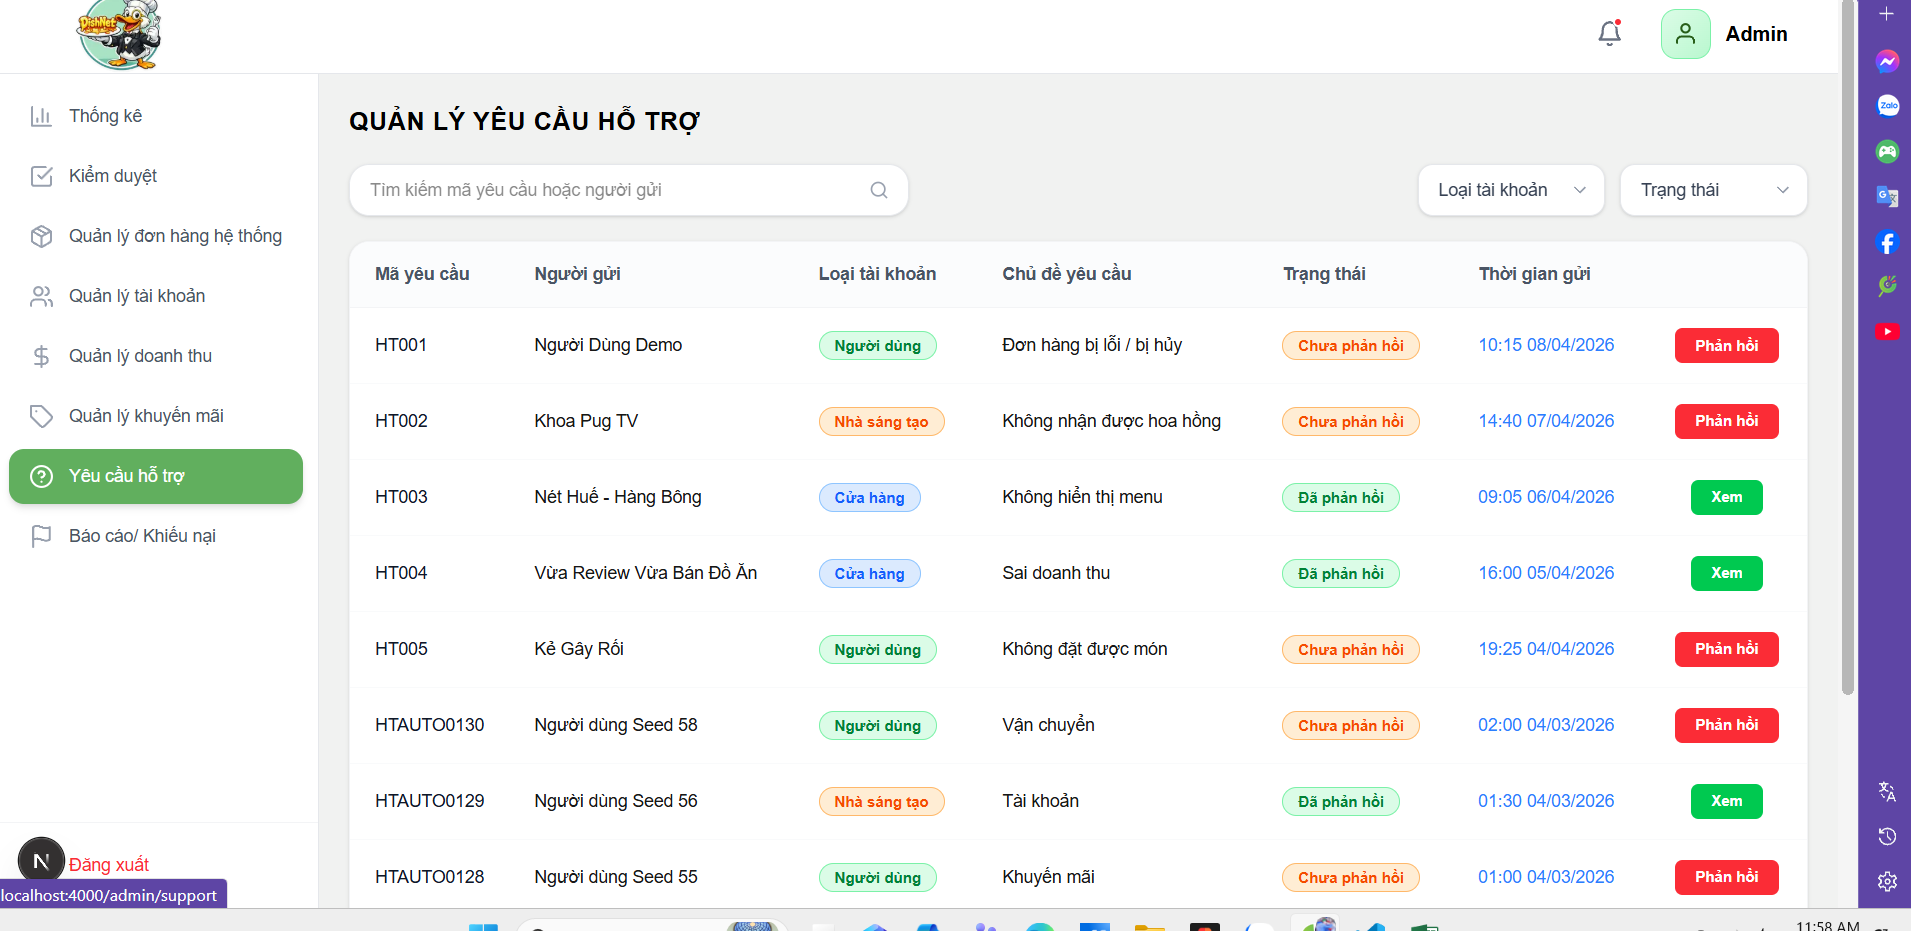 DishNet
Admin
Thống kê
Kiểm duyệt
Quản lý đơn hàng hệ thống
Quản lý tài khoản
Quản lý doanh thu
Quản lý khuyến mãi
Yêu cầu hỗ trợ
Báo cáo/ Khiếu nại
N
Đăng xuất
localhost:4000/admin/support
QUẢN LÝ YÊU CẦU HỖ TRỢ
Tìm kiếm mã yêu cầu hoặc người gửi
Loại tài khoản
Trạng thái
Mã yêu cầu Người gửi Loại tài khoản Chủ đề yêu cầu Trạng thái Thời gian gửi
HT001 Người Dùng Demo Người dùng Đơn hàng bị lỗi / bị hủy Chưa phản hồi 10:15 08/04/2026 Phản hồi
HT002 Khoa Pug TV Nhà sáng tạo Không nhận được hoa hồng Chưa phản hồi 14:40 07/04/2026 Phản hồi
HT003 Nét Huế - Hàng Bông Cửa hàng Không hiển thị menu Đã phản hồi 09:05 06/04/2026 Xem
HT004 Vừa Review Vừa Bán Đồ Ăn Cửa hàng Sai doanh thu Đã phản hồi 16:00 05/04/2026 Xem
HT005 Kẻ Gây Rối Người dùng Không đặt được món Chưa phản hồi 19:25 04/04/2026 Phản hồi
HTAUTO0130 Người dùng Seed 58 Người dùng Vận chuyển Chưa phản hồi 02:00 04/03/2026 Phản hồi
HTAUTO0129 Người dùng Seed 56 Nhà sáng tạo Tài khoản Đã phản hồi 01:30 04/03/2026 Xem
HTAUTO0128 Người dùng Seed 55 Người dùng Khuyến mãi Chưa phản hồi 01:00 04/03/2026 Phản hồi
Zalo
11:58 AM